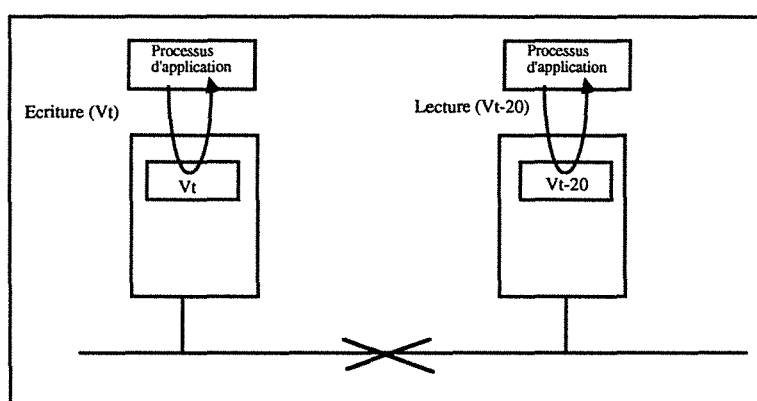 Processus
d'application
Processus
d'application
Ecriture (Vt)
Lecture (Vt-20)
Vt
Vt-20